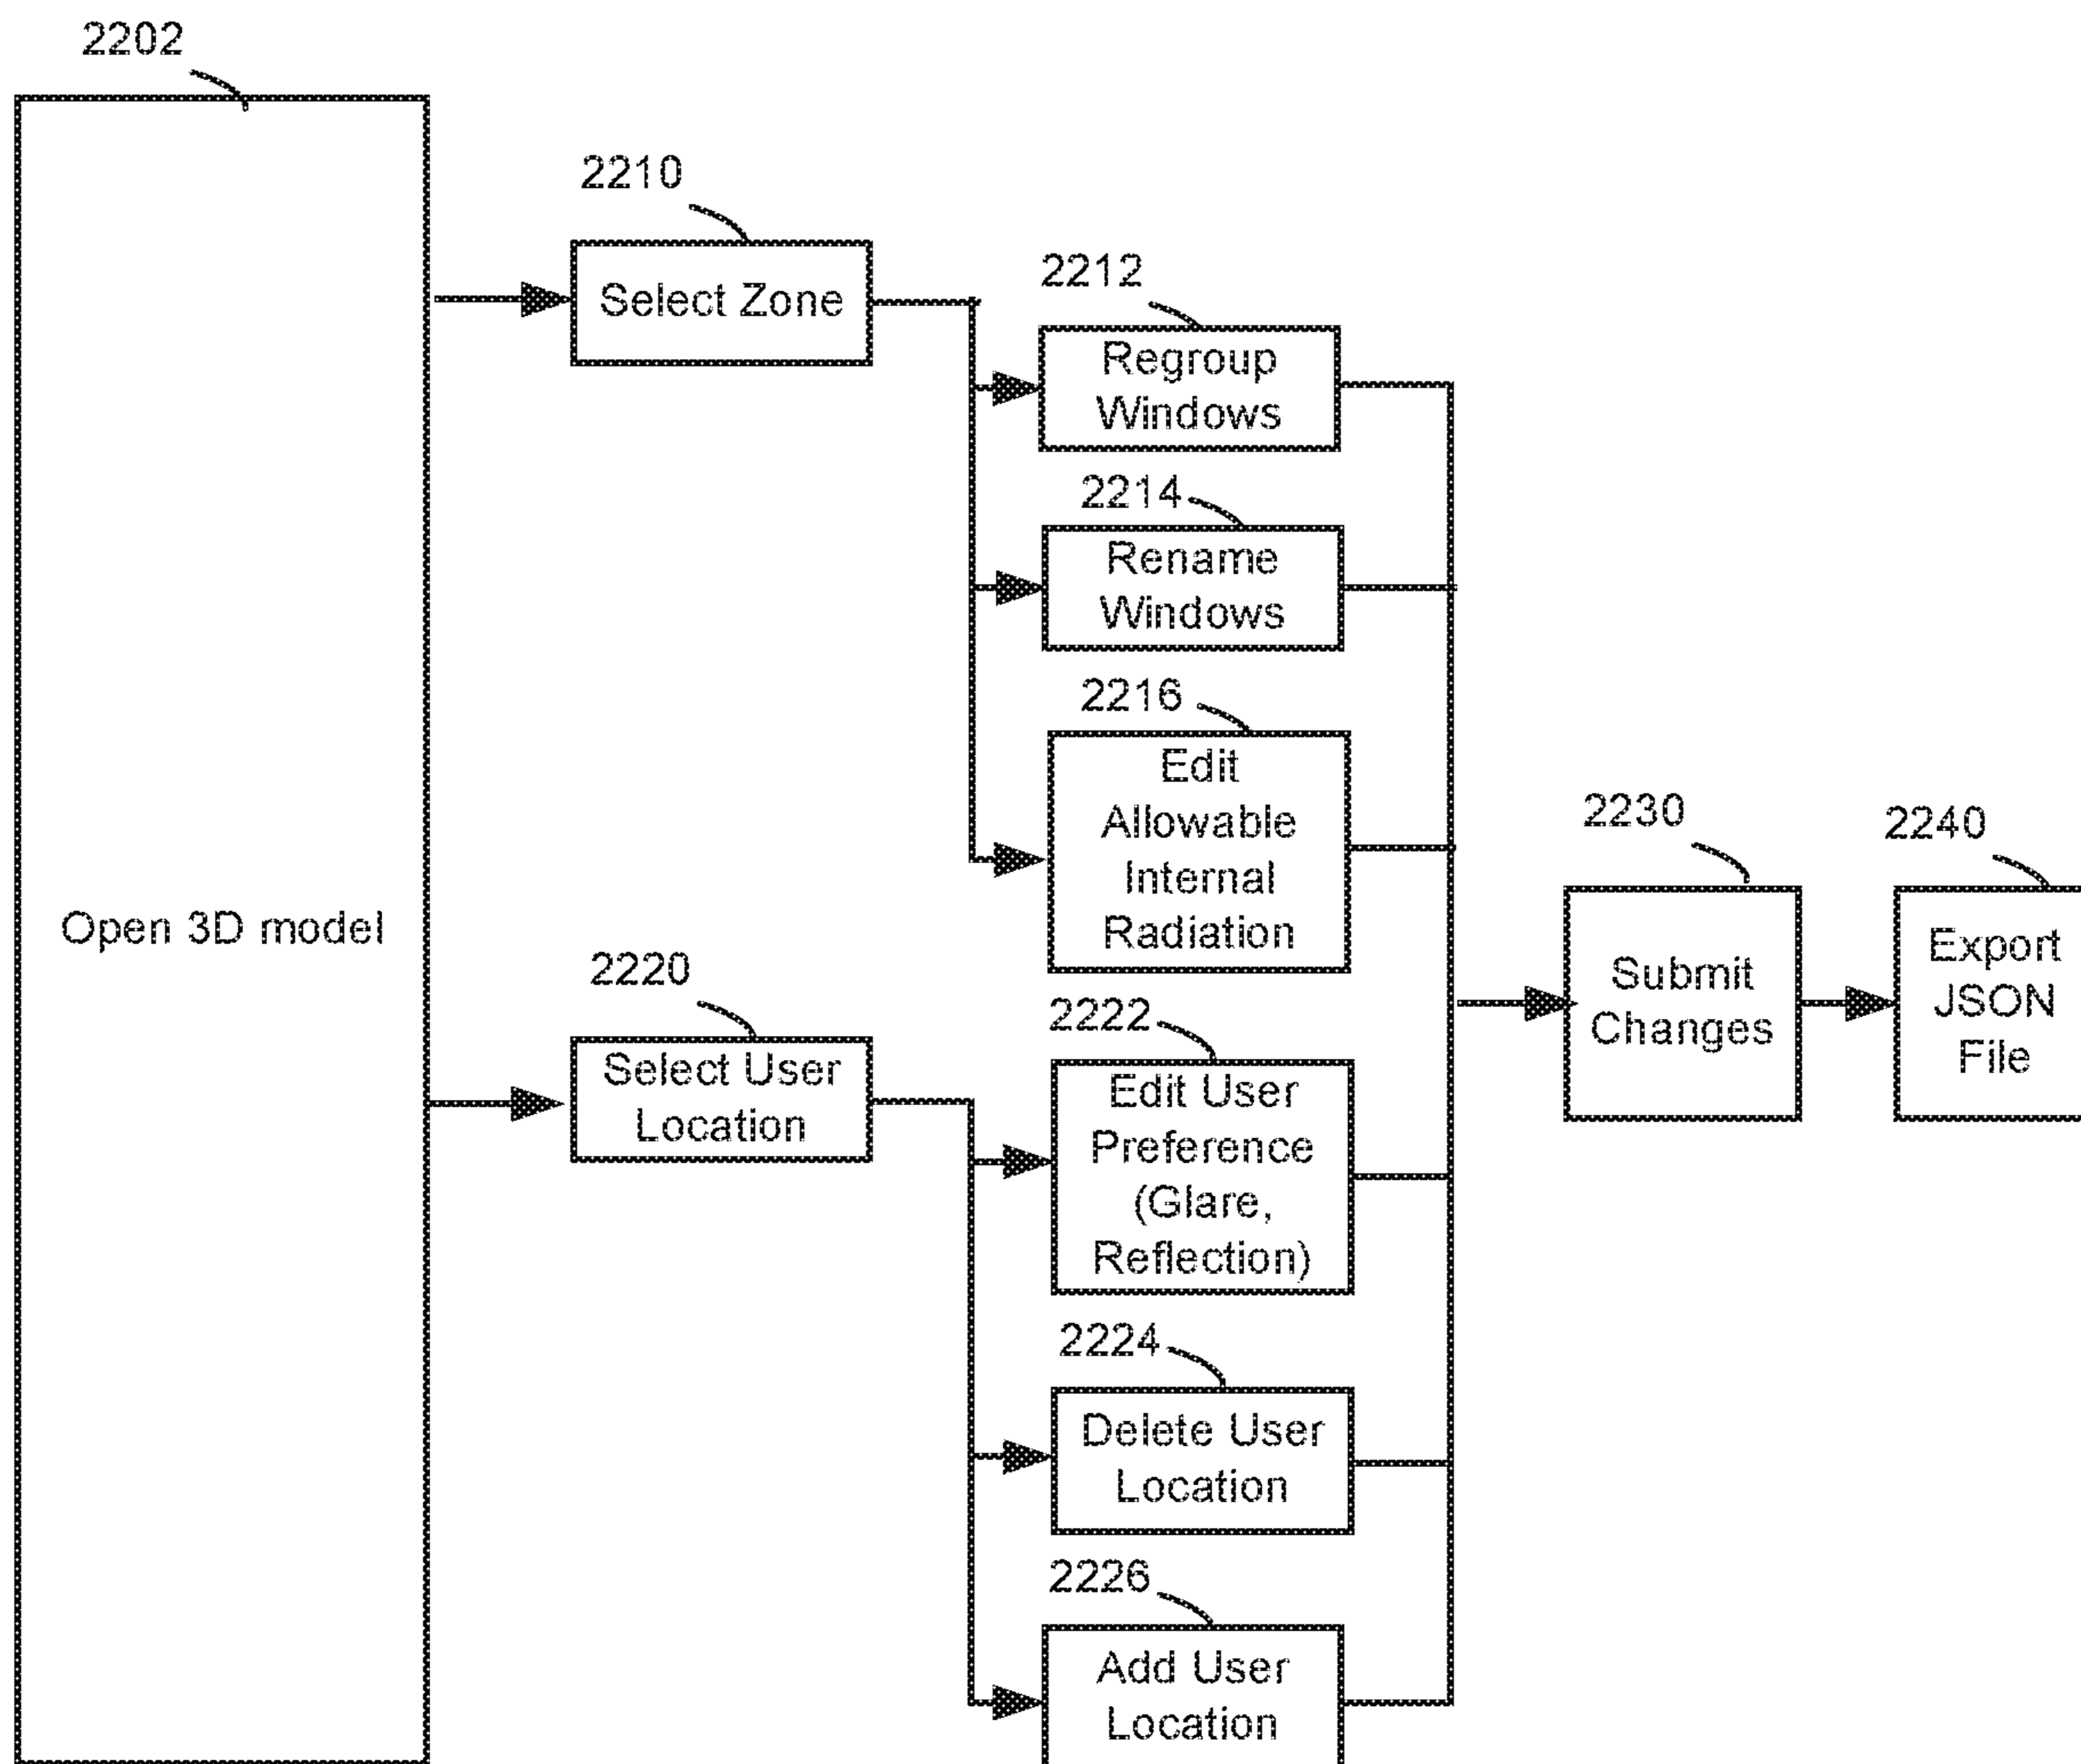 2202
Open 3D model
2210
Select Zone
2212
Regroup
Windows
2214
Rename
Windows
2216
Edit
Allowable
Internal
Radiation
2220
Select User
Location
2222
Edit User
Preference
(Glare,
Reflection)
2224
Delete User
Location
2226
Add User
Location
2230
Submit
Changes
2240
Export
JSON
File